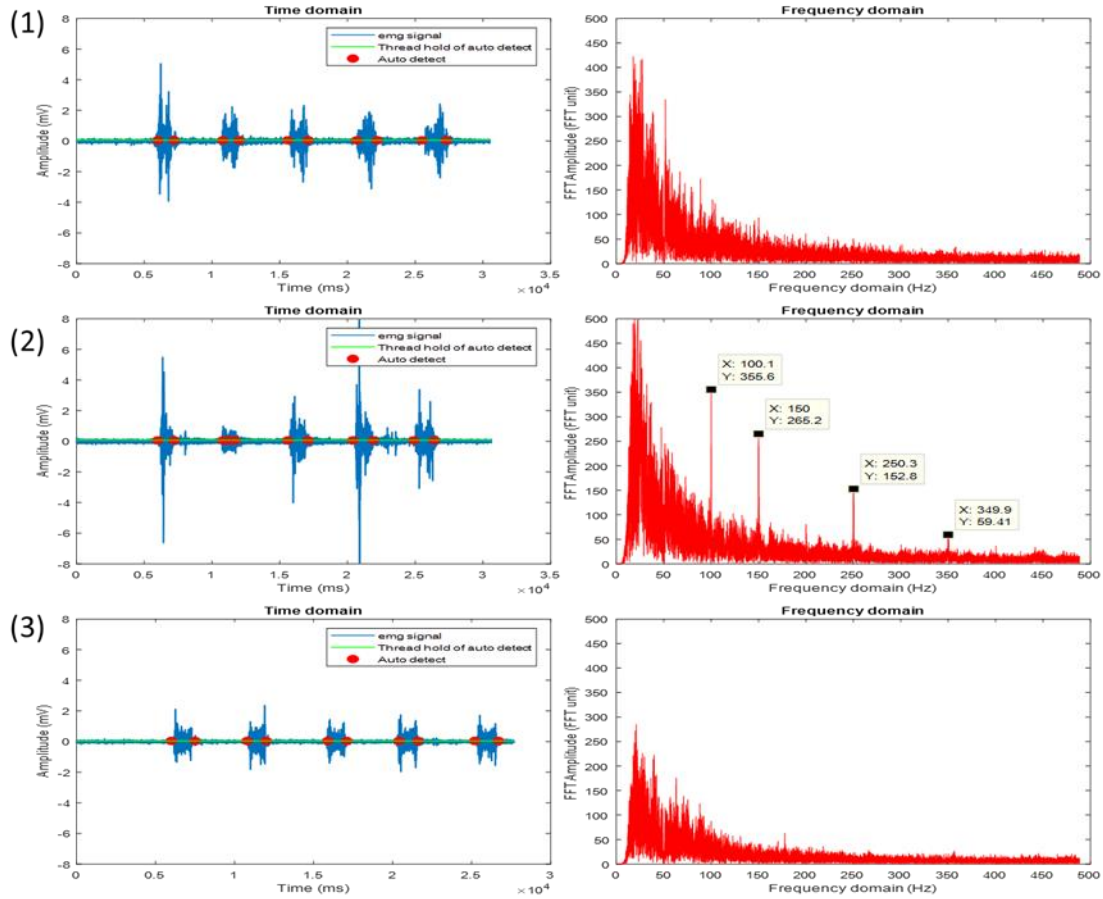 (1)
Time domain
8
6
4
2
0
-2
-4
-6
-8
Amplitude (mV)
emg signal
Thread hold of auto detect
Auto detect
0 0.5 1 1.5 2 2.5 3 3.5
Time (ms)
×10⁴
Frequency domain
500
450
400
350
300
250
200
150
100
50
0
FFT Amplitude (FFT unit)
0 50 100 150 200 250 300 350 400 450 500
Frequency domain (Hz)
(2)
Time domain
8
6
4
2
0
-2
-4
-6
-8
Amplitude (mV)
emg signal
Thread hold of auto detect
Auto detect
0 0.5 1 1.5 2 2.5 3 3.5
Time (ms)
×10⁴
Frequency domain
500
450
400
350
300
250
200
150
100
50
0
FFT Amplitude (FFT unit)
X: 100.1
Y: 355.6
X: 150
Y: 265.2
X: 250.3
Y: 152.8
X: 349.9
Y: 59.41
0 50 100 150 200 250 300 350 400 450 500
Frequency domain (Hz)
(3)
Time domain
8
6
4
2
0
-2
-4
-6
-8
Amplitude (mV)
emg signal
Thread hold of auto detect
Auto detect
0 0.5 1 1.5 2 2.5 3 3.5
Time (ms)
×10⁴
Frequency domain
500
450
400
350
300
250
200
150
100
50
0
FFT Amplitude (FFT unit)
0 50 100 150 200 250 300 350 400 450 500
Frequency domain (Hz)